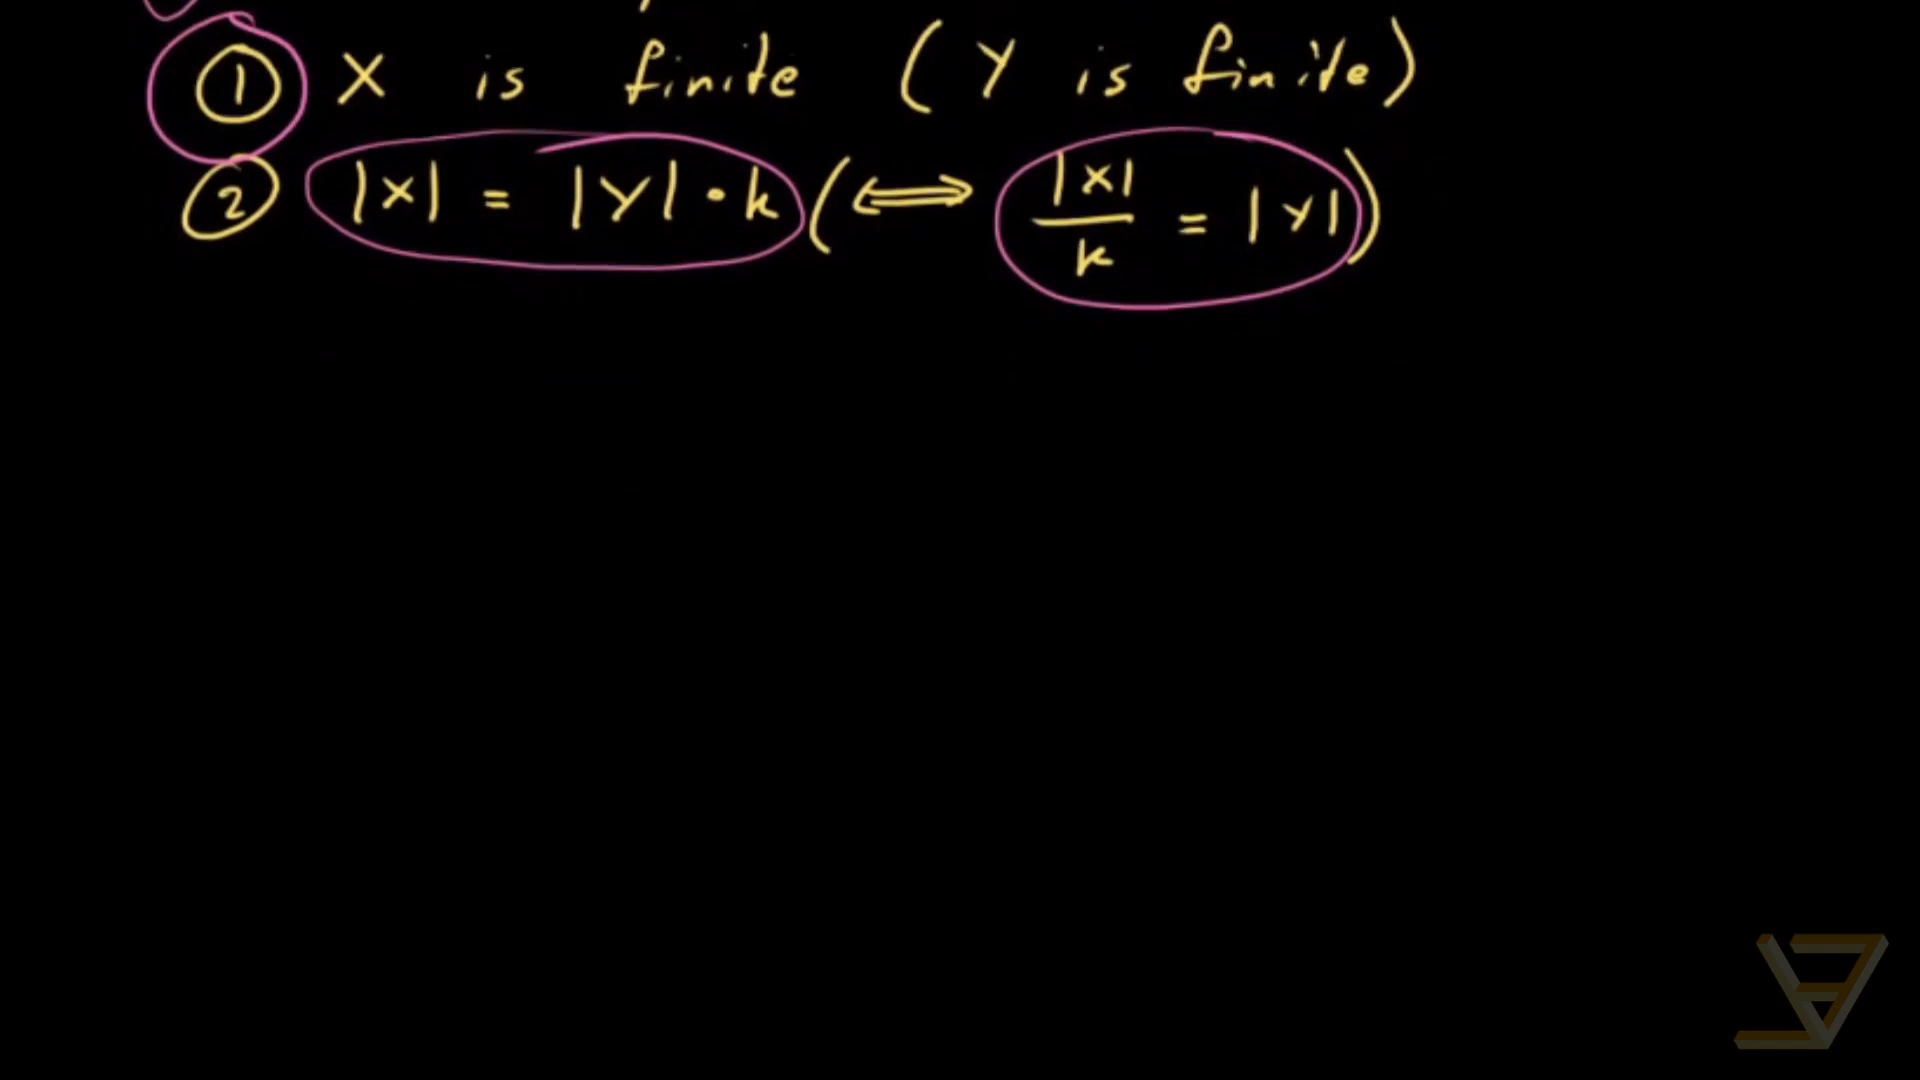 ① X is finite (Y is finite)
② |X| = |Y| • k (⟺ |X|/k = |Y|)